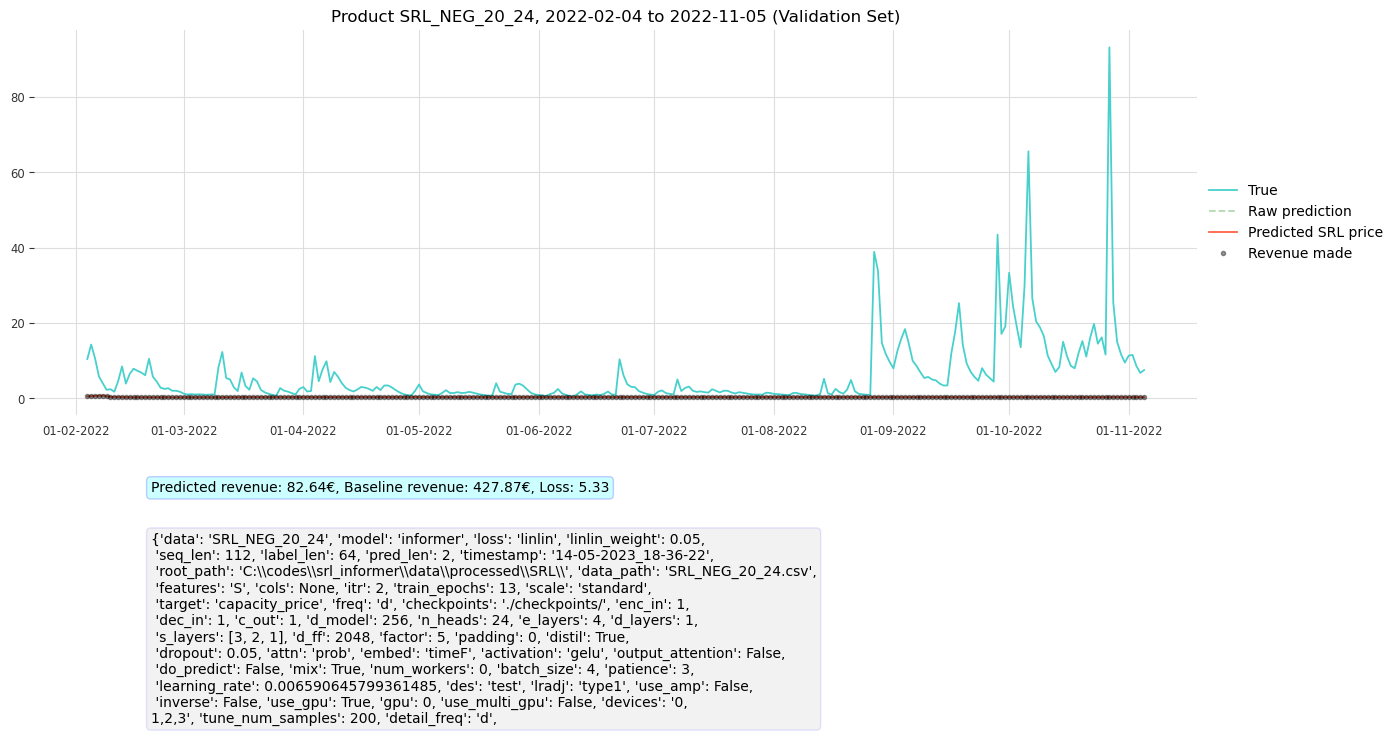 Product SRL_NEG_20_24, 2022-02-04 to 2022-11-05 (Validation Set)
80
60
40
20
0
01-02-2022 01-03-2022 01-04-2022 01-05-2022 01-06-2022 01-07-2022 01-08-2022 01-09-2022 01-10-2022 01-11-2022
True
Raw prediction
Predicted SRL price
Revenue made
Predicted revenue: 82.64€, Baseline revenue: 427.87€, Loss: 5.33
{'data': 'SRL_NEG_20_24', 'model': 'informer', 'loss': 'linlin', 'linlin_weight': 0.05,
'seq_len': 112, 'label_len': 64, 'pred_len': 2, 'timestamp': '14-05-2023_18-36-22',
'root_path': 'C:\\codes\\srl_informer\\data\\processed\\SRL\\', 'data_path': 'SRL_NEG_20_24.csv',
'features': 'S', 'cols': None, 'itr': 2, 'train_epochs': 13, 'scale': 'standard',
'target': 'capacity_price', 'freq': 'd', 'checkpoints': './checkpoints/', 'enc_in': 1,
'dec_in': 1, 'c_out': 1, 'd_model': 256, 'n_heads': 24, 'e_layers': 4, 'd_layers': 1,
's_layers': [3, 2, 1], 'd_ff': 2048, 'factor': 5, 'padding': 0, 'distil': True,
'dropout': 0.05, 'attn': 'prob', 'embed': 'timeF', 'activation': 'gelu', 'output_attention': False,
'do_predict': False, 'mix': True, 'num_workers': 0, 'batch_size': 4, 'patience': 3,
'learning_rate': 0.006590645799361485, 'des': 'test', 'lradj': 'type1', 'use_amp': False,
'inverse': False, 'use_gpu': True, 'gpu': 0, 'use_multi_gpu': False, 'devices': '0,
1,2,3', 'tune_num_samples': 200, 'detail_freq': 'd',